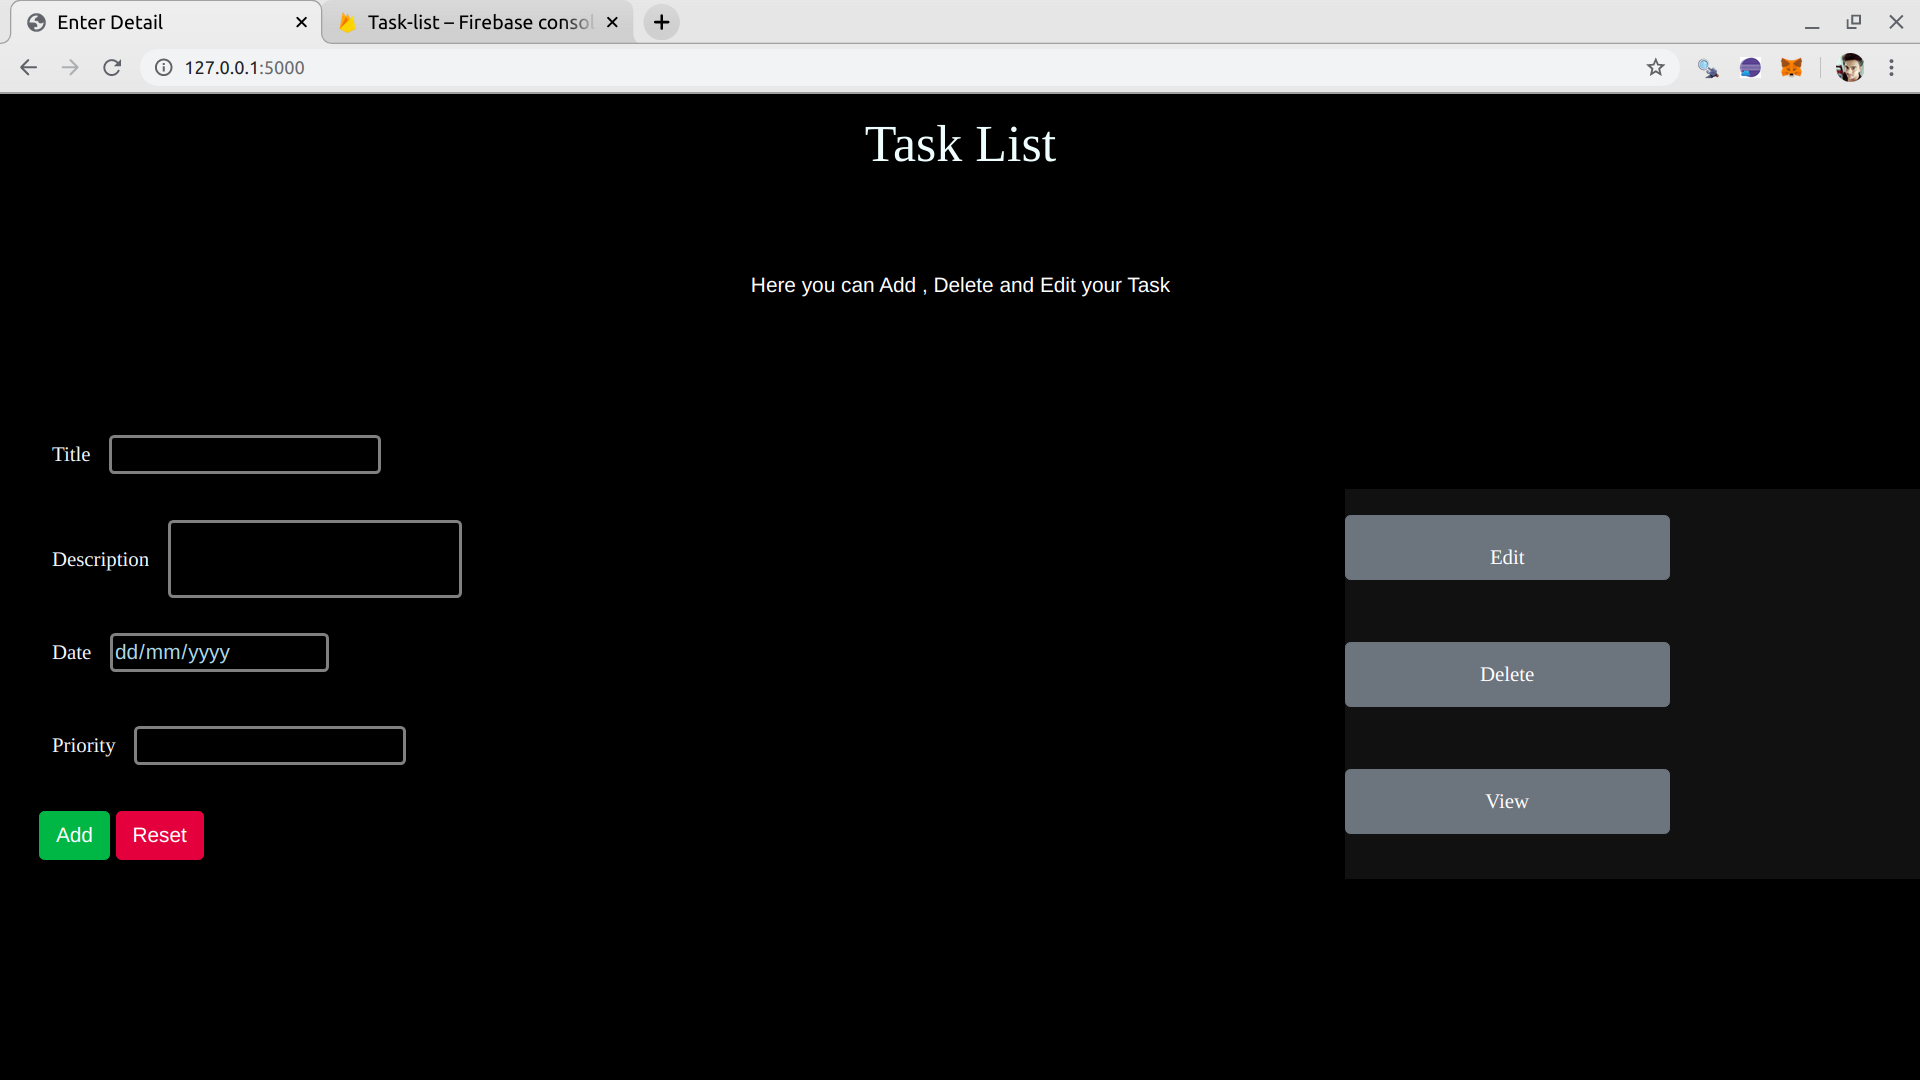 Enter Detail
Task-list – Firebase consol
127.0.0.1:5000
Task List
Here you can Add , Delete and Edit your Task
Title
Description
Date dd/mm/yyyy
Priority
Add Reset
Edit
Delete
View